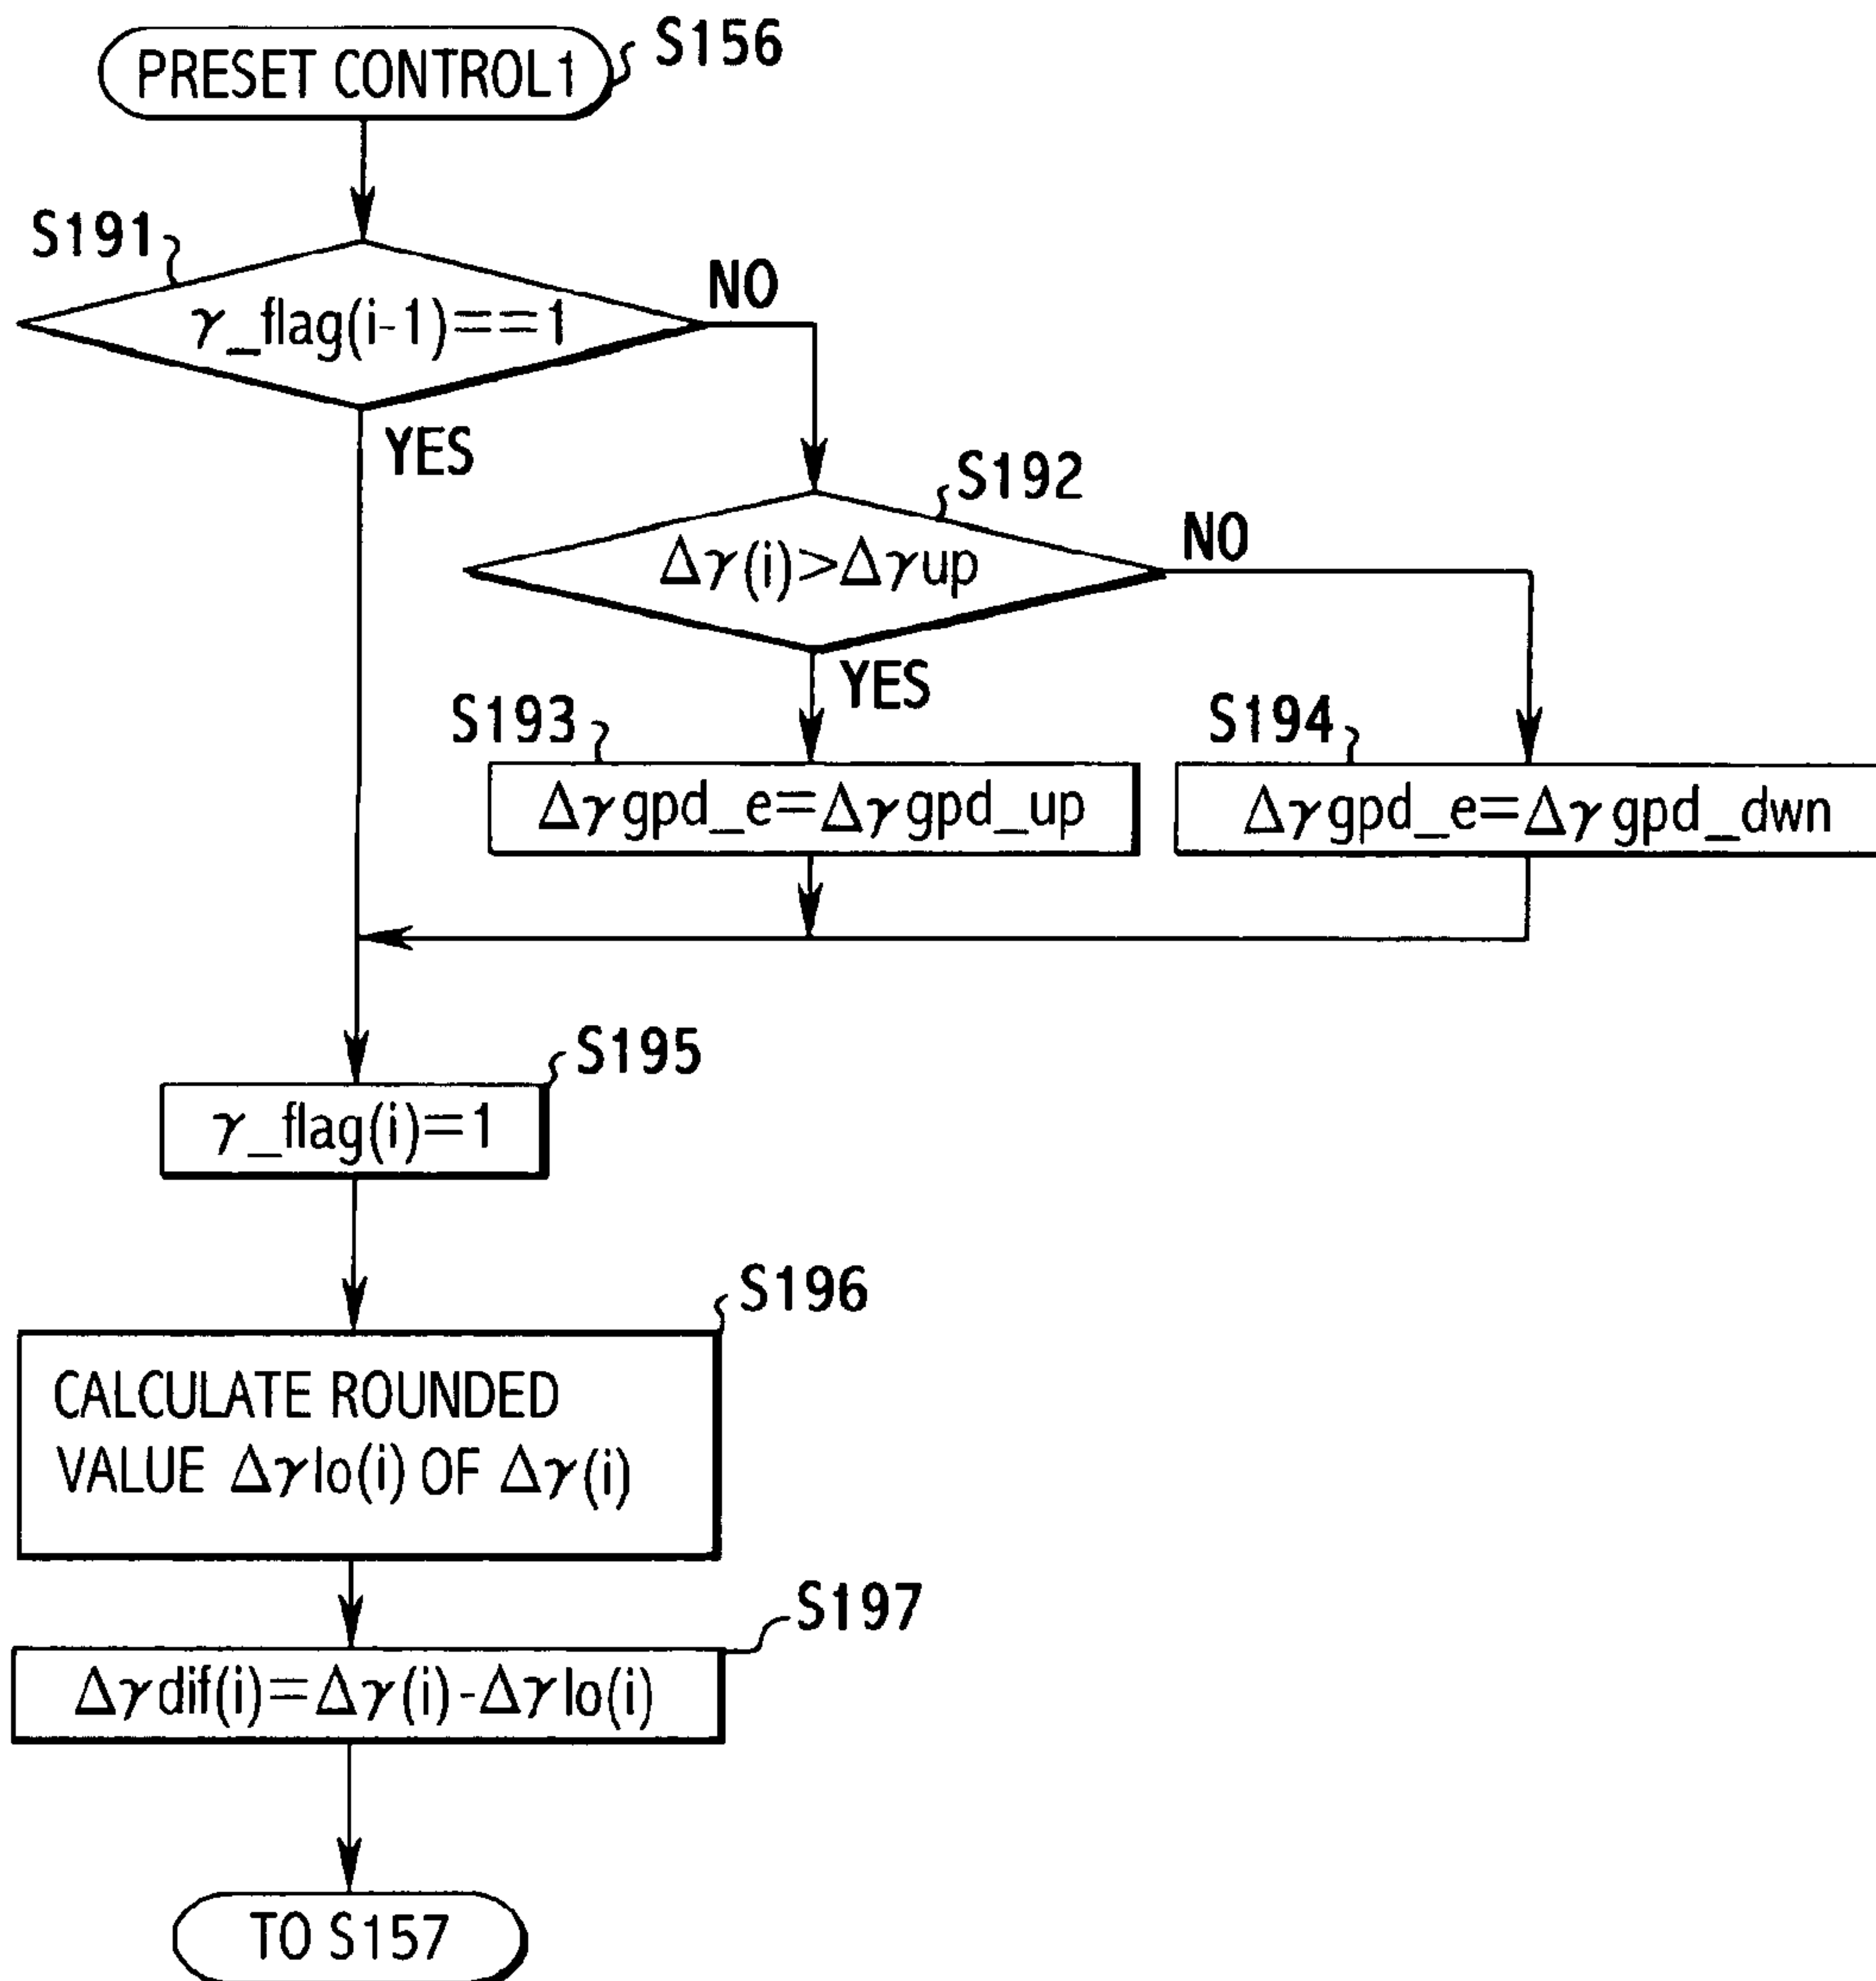 PRESET CONTROL1
S156
S191
γ_flag(i-1)==1
NO
YES
S192
Δγ(i)>Δγup
NO
YES
S193
Δγgpd_e=Δγgpd_up
S194
Δγgpd_e=Δγgpd_dwn
S195
γ_flag(i)=1
S196
CALCULATE ROUNDED
VALUE Δγlo(i) OF Δγ(i)
S197
Δγdif(i)=Δγ(i)-Δγlo(i)
TO S157